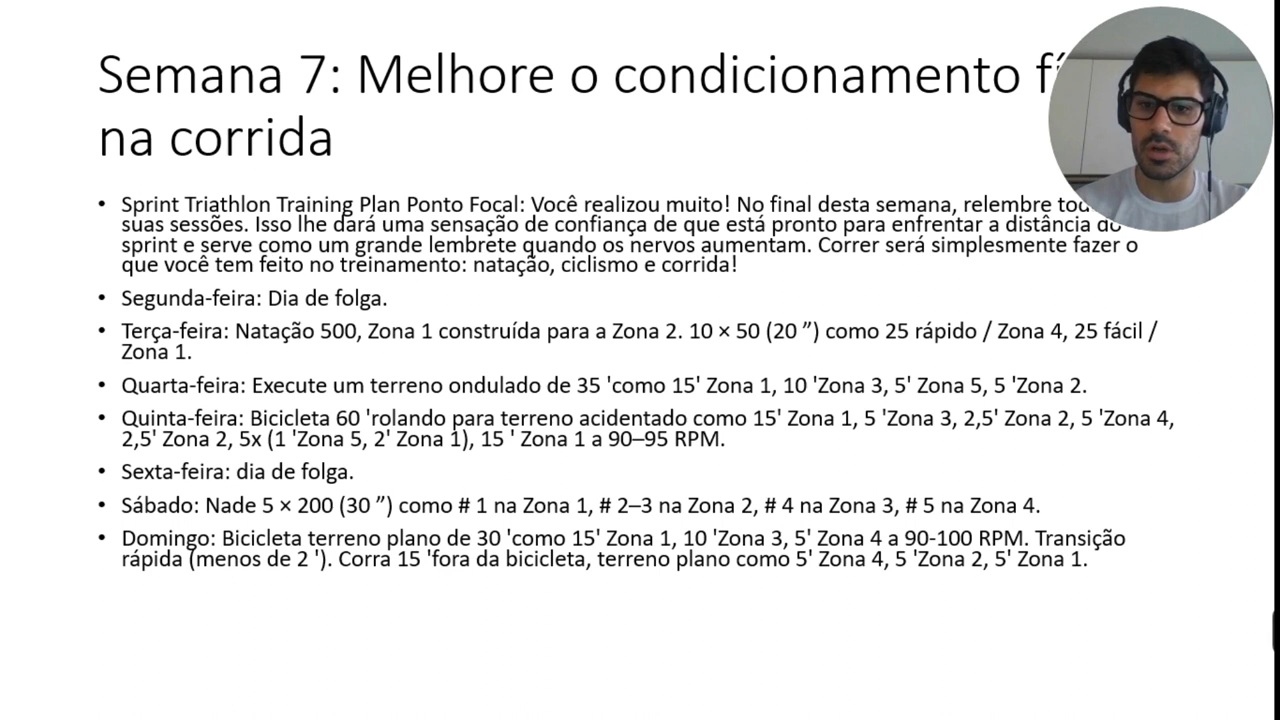 Semana 7: Melhore o condicionamento
na corrida
• Sprint Triathlon Training Plan Ponto Focal: Você realizou muito! No final desta semana, relembre
suas sessões. Isso lhe dará uma sensação de confiança de que está pronto para enfrentar a distância do
sprint e serve como um grande lembrete quando os nervos aumentam. Correr será simplesmente fazer o
que você tem feito no treinamento: natação, ciclismo e corrida!
• Segunda-feira: Dia de folga.
• Terça-feira: Natação 500, Zona 1 construída para a Zona 2. 10 × 50 (20 ”) como 25 rápido / Zona 4, 25 fácil /
Zona 1.
• Quarta-feira: Execute um terreno ondulado de 35 'como 15' Zona 1, 10 'Zona 3, 5' Zona 5, 5 'Zona 2.
• Quinta-feira: Bicicleta 60 'rolando para terreno acidentado como 15' Zona 1, 5 'Zona 3, 2,5' Zona 2, 5 'Zona 4,
2,5' Zona 2, 5x (1 'Zona 5, 2' Zona 1), 15 ' Zona 1 a 90–95 RPM.
• Sexta-feira: dia de folga.
• Sábado: Nade 5 × 200 (30 ”) como # 1 na Zona 1, # 2–3 na Zona 2, # 4 na Zona 3, # 5 na Zona 4.
• Domingo: Bicicleta terreno plano de 30 'como 15' Zona 1, 10 'Zona 3, 5' Zona 4 a 90-100 RPM. Transição
rápida (menos de 2 '). Corra 15 'fora da bicicleta, terreno plano como 5' Zona 4, 5 'Zona 2, 5' Zona 1.